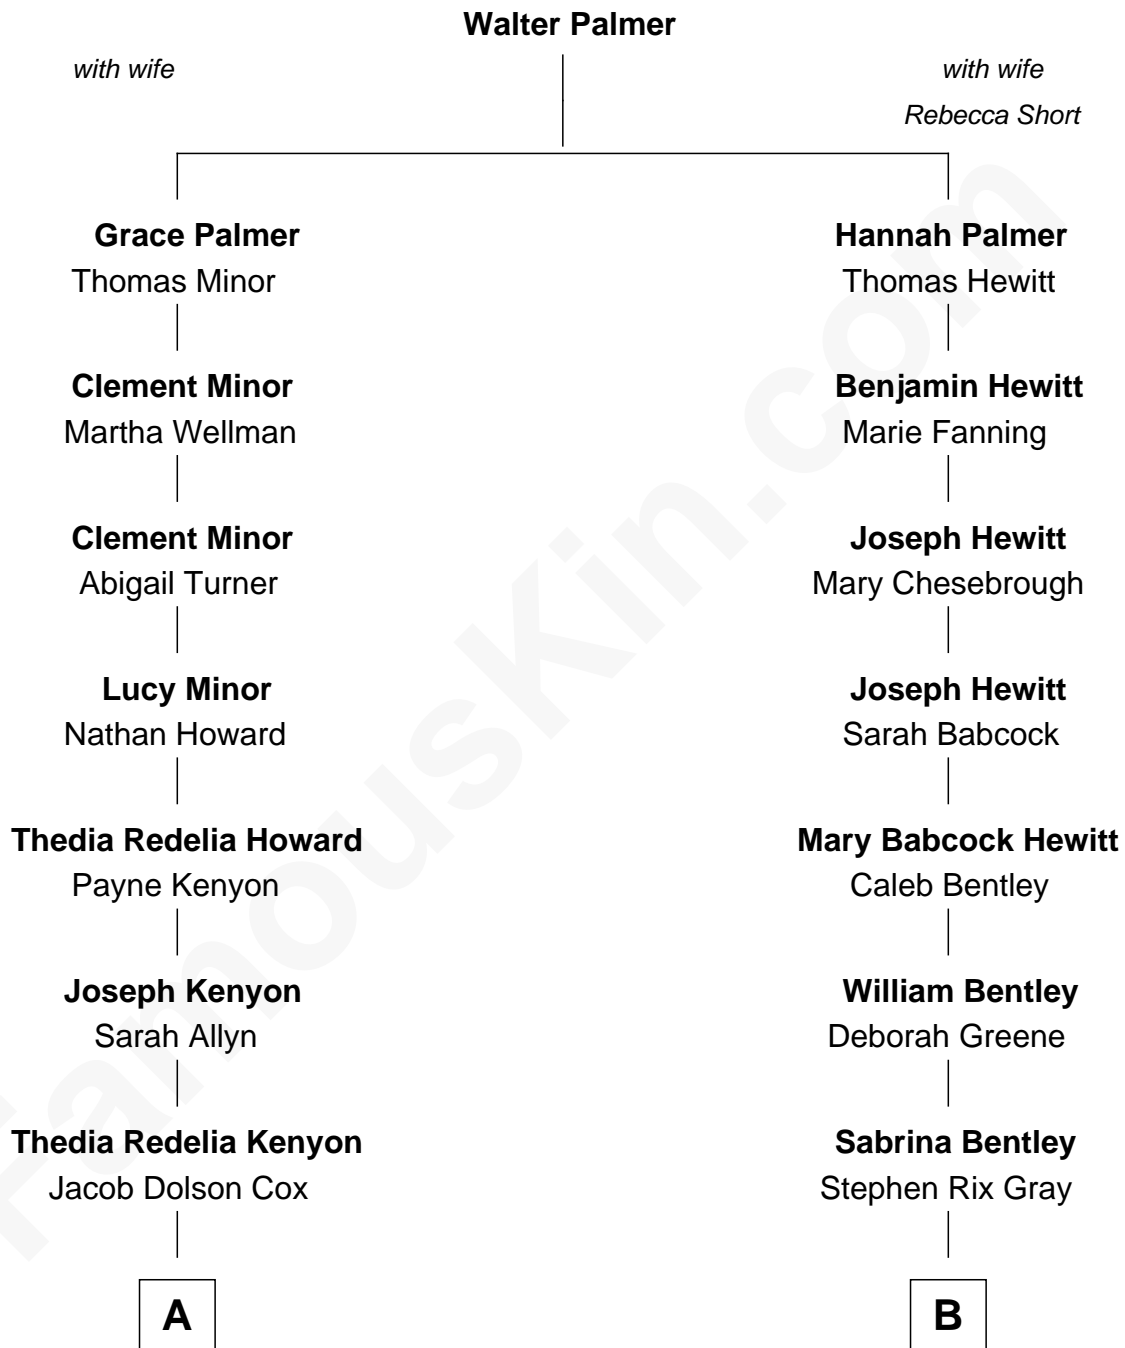 Walter Palmer
with wife
with wife
Rebecca Short
Grace Palmer
Thomas Minor
Hannah Palmer
Thomas Hewitt
Clement Minor
Martha Wellman
Benjamin Hewitt
Marie Fanning
Clement Minor
Abigail Turner
Joseph Hewitt
Mary Chesebrough
Lucy Minor
Nathan Howard
Joseph Hewitt
Sarah Babcock
Thedia Redelia Howard
Payne Kenyon
Mary Babcock Hewitt
Caleb Bentley
Joseph Kenyon
Sarah Allyn
William Bentley
Deborah Greene
Thedia Redelia Kenyon
Jacob Dolson Cox
Sabrina Bentley
Stephen Rix Gray
A
B
FamousKin.com